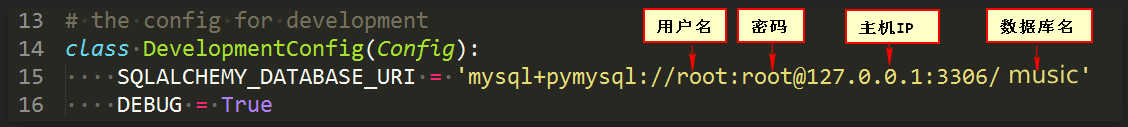 用户名 密码 主机IP 数据库名
13 # the config for development
14 class DevelopmentConfig(Config):
15 SQLALCHEMY_DATABASE_URI = 'mysql+pymysql://root:root@127.0.0.1:3306/ music'
16 DEBUG = True